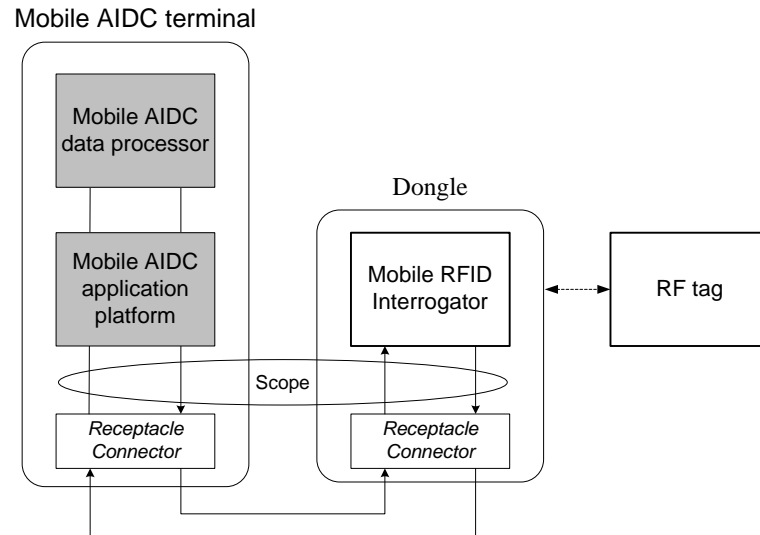 Mobile AIDC terminal
Mobile AIDC
data processor
Mobile AIDC
application
platform
Receptacle
Connector
Dongle
Mobile RFID
Interrogator
Receptacle
Connector
RF tag
Scope